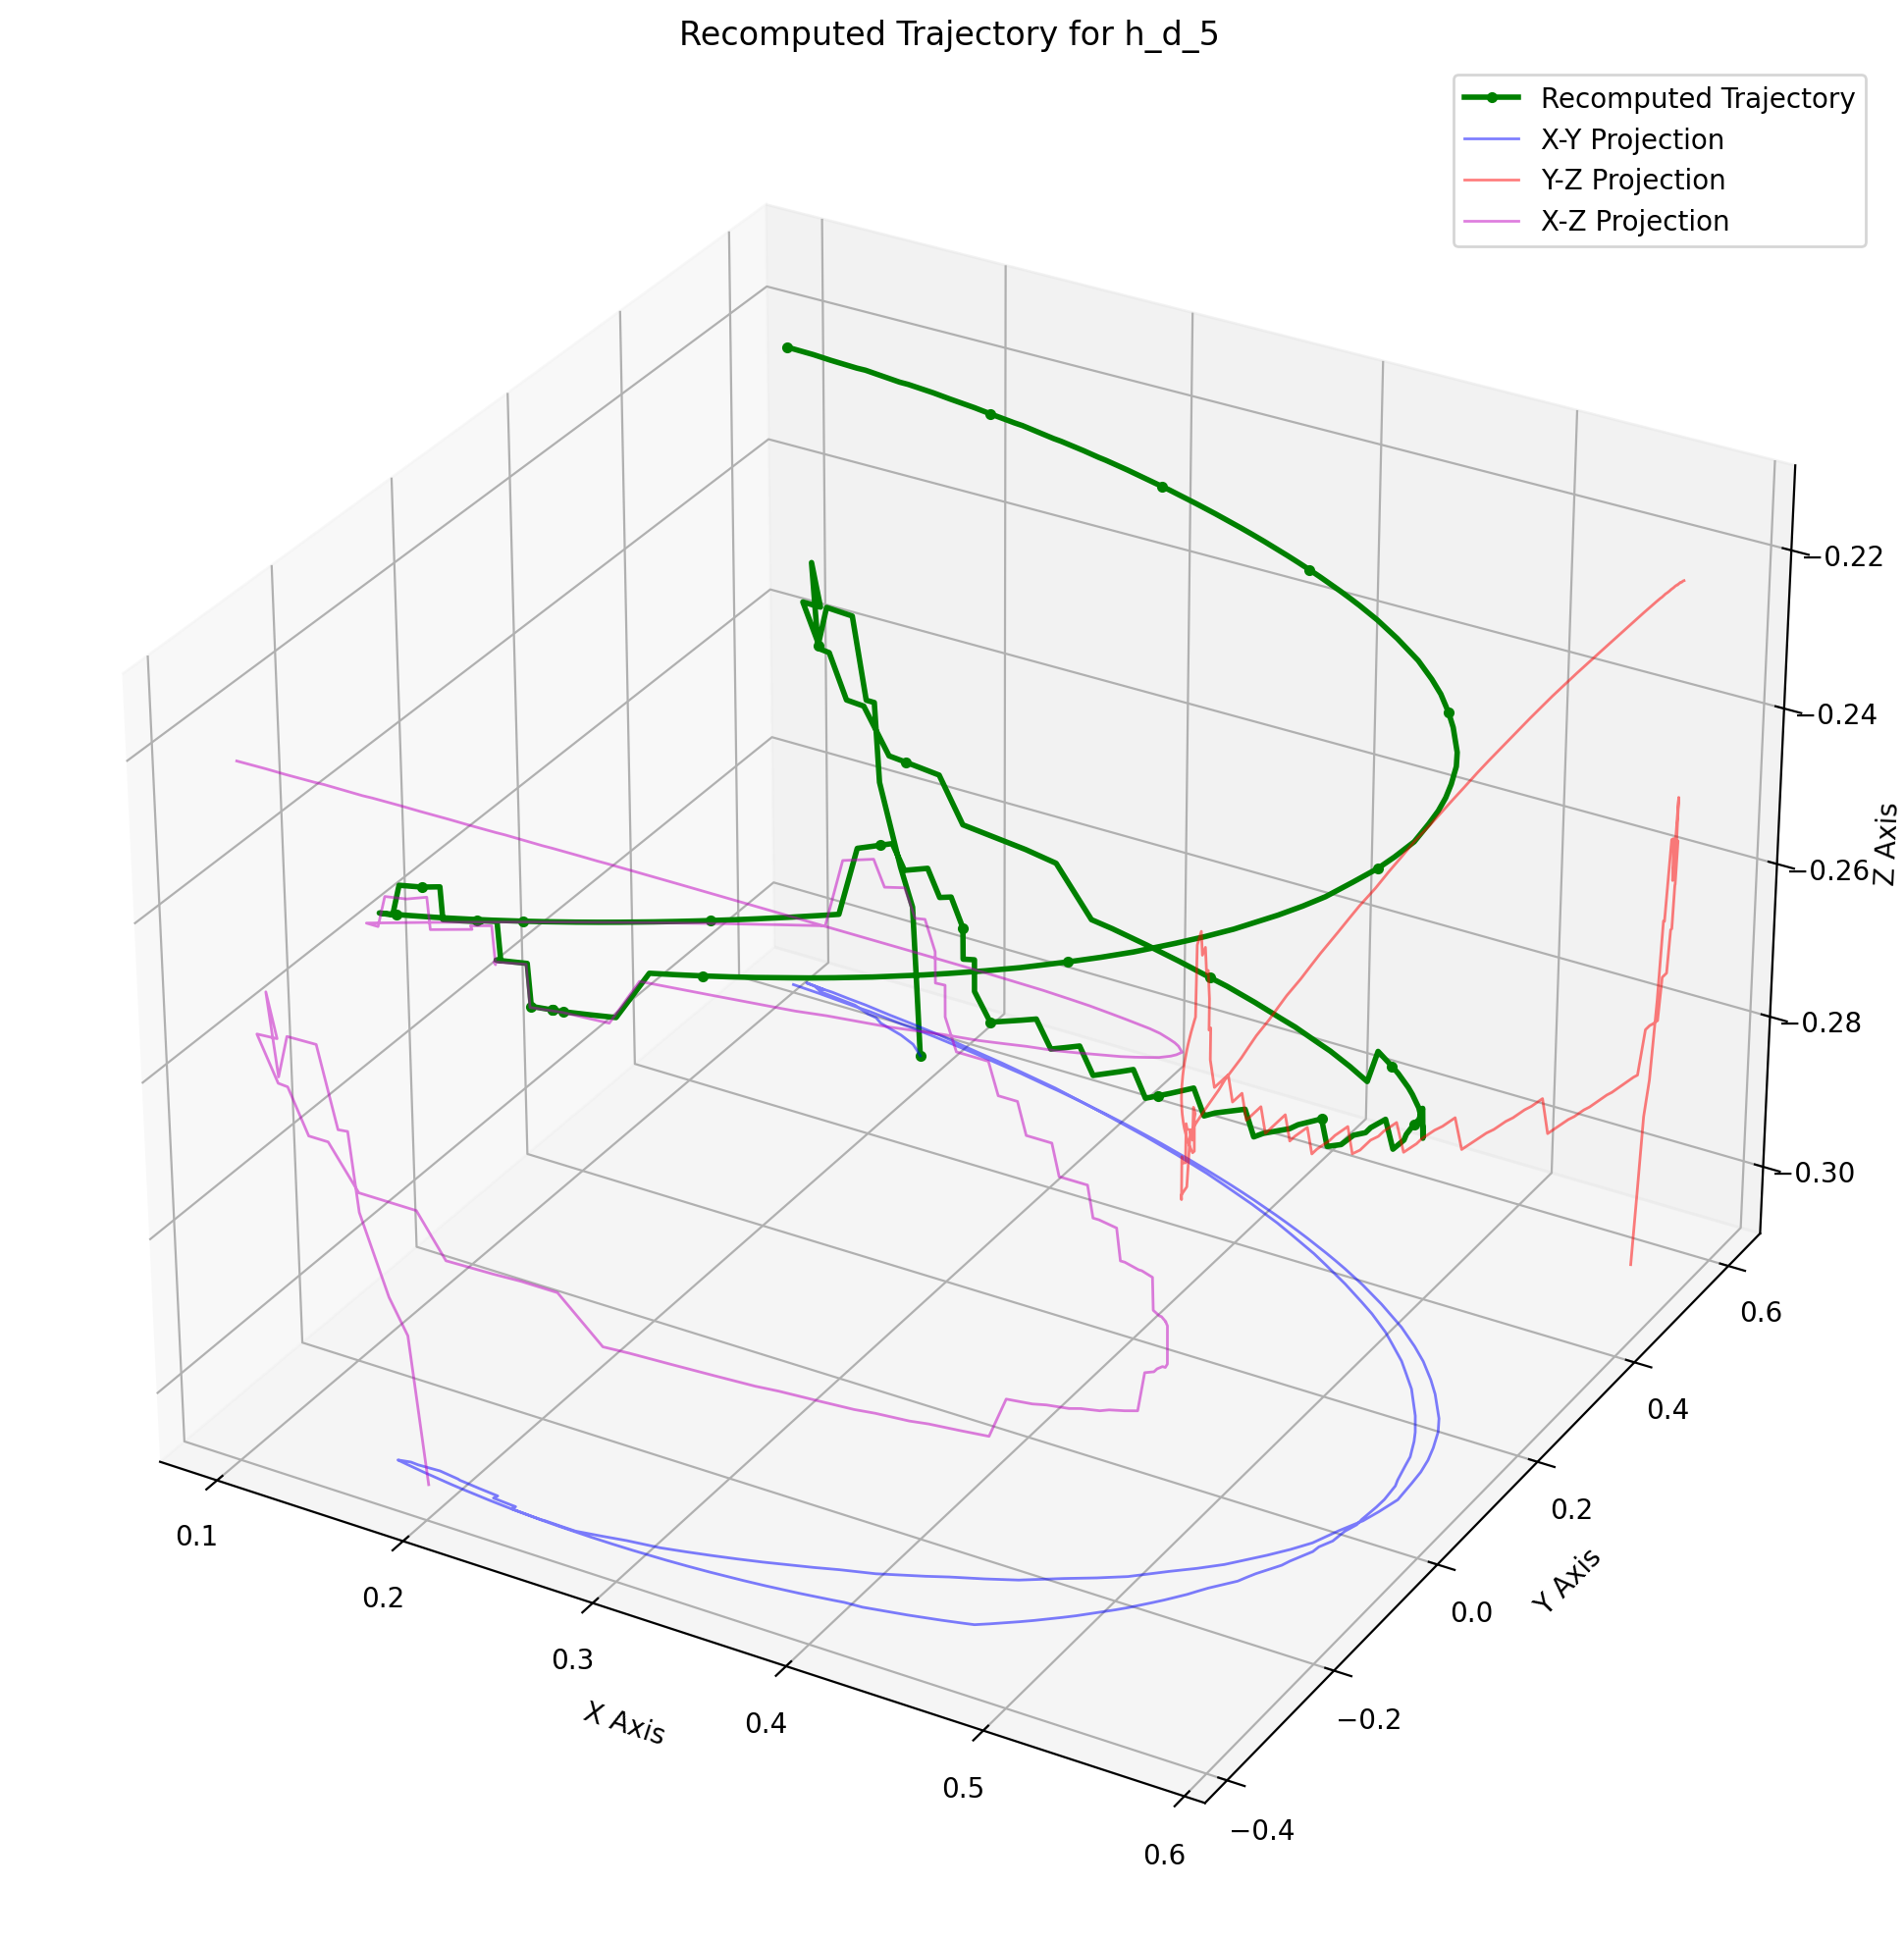 Recomputed Trajectory for h_d_5
Recomputed Trajectory
X-Y Projection
Y-Z Projection
X-Z Projection
−0.22
−0.24
−0.26
−0.28
−0.30
Z Axis
0.6
0.4
0.2
0.0
−0.2
−0.4
Y Axis
0.1
0.2
0.3
0.4
0.5
0.6
X Axis